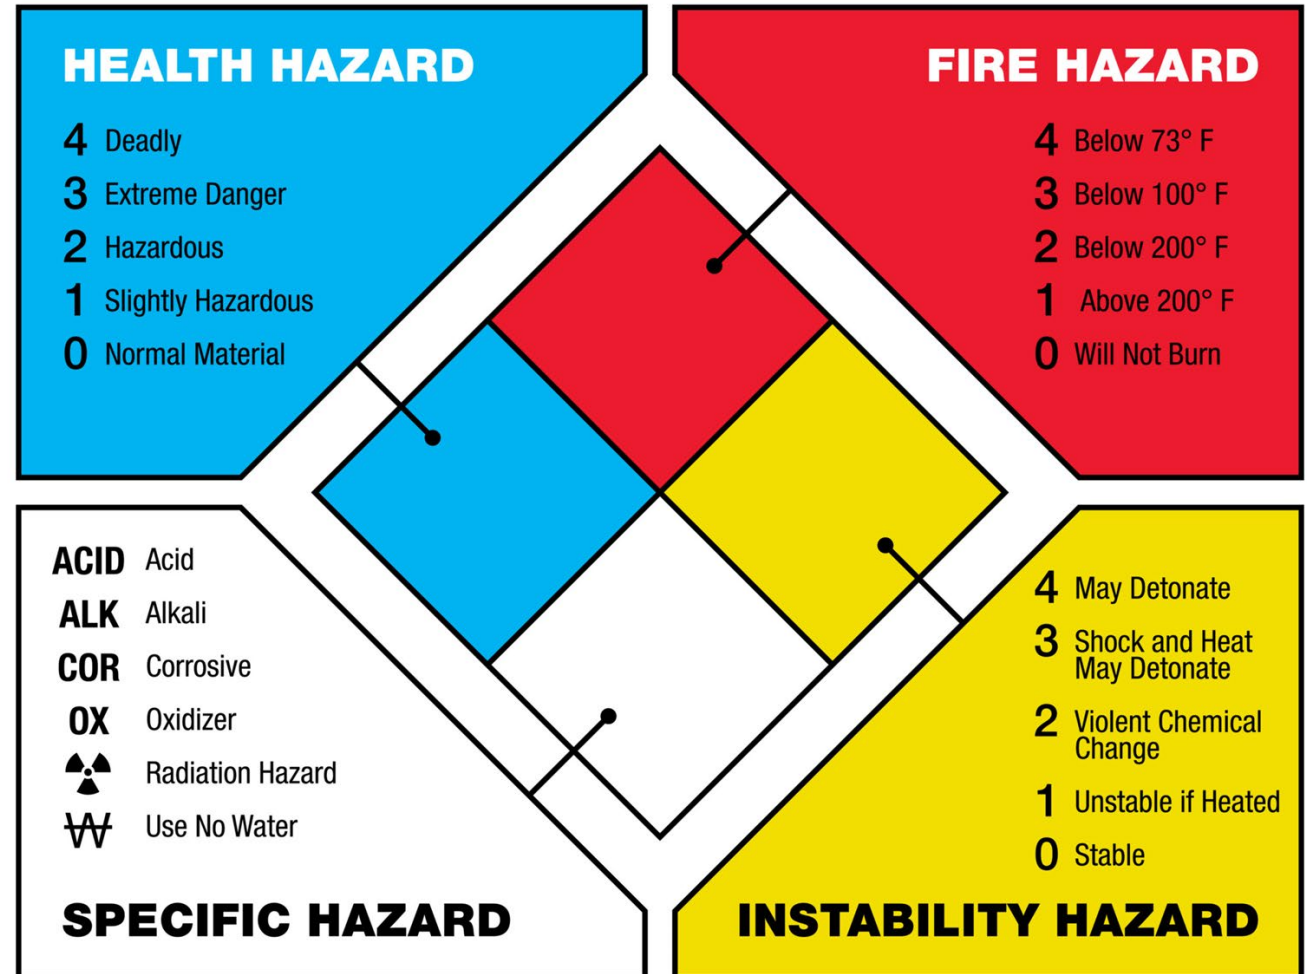 HEALTH HAZARD
4 Deadly
3 Extreme Danger
2 Hazardous
1 Slightly Hazardous
0 Normal Material
FIRE HAZARD
4 Below 73° F
3 Below 100° F
2 Below 200° F
1 Above 200° F
0 Will Not Burn
ACID Acid
ALK Alkali
COR Corrosive
OX Oxidizer
Radiation Hazard
W Use No Water
SPECIFIC HAZARD
4 May Detonate
3 Shock and Heat
May Detonate
2 Violent Chemical
Change
1 Unstable if Heated
0 Stable
INSTABILITY HAZARD